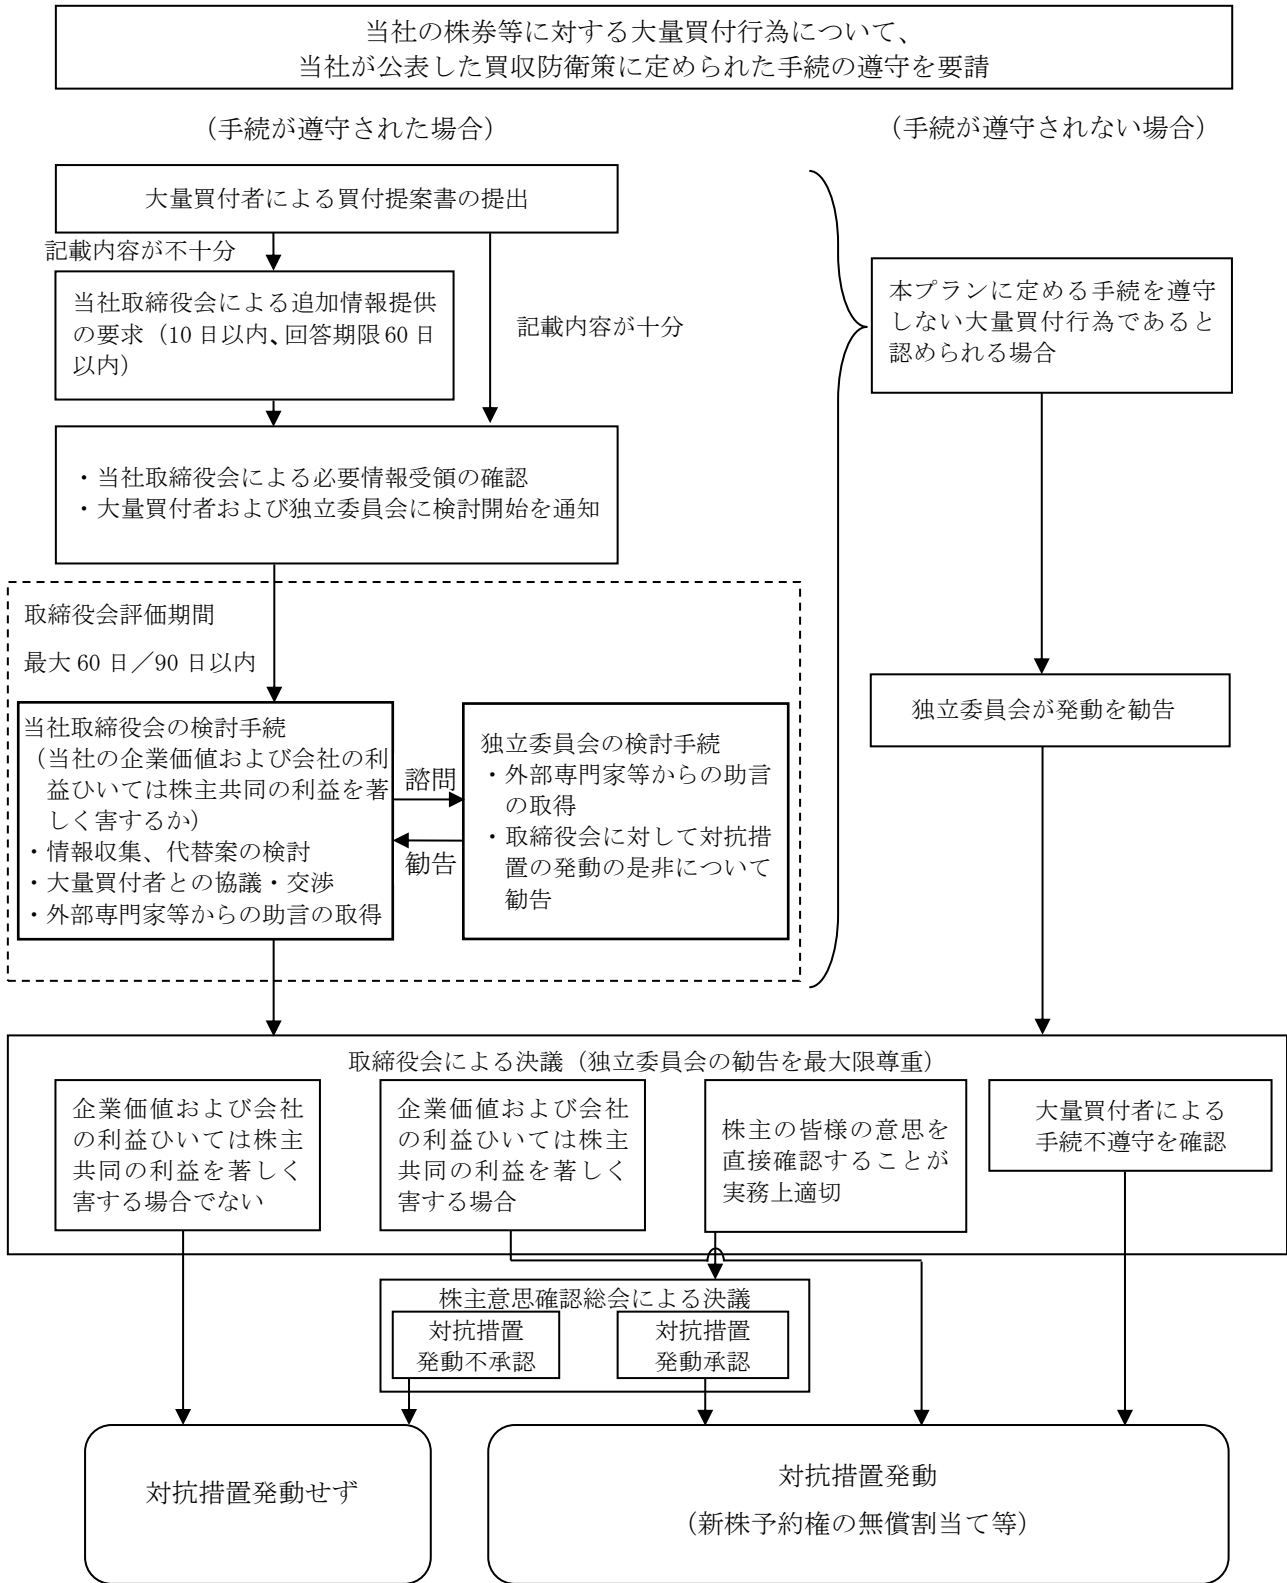 当社の株券等に対する大量買付行為について、
当社が公表した買収防衛策に定められた手続の遵守を要請
（手続が遵守された場合）
（手続が遵守されない場合）
大量買付者による買付提案書の提出
記載内容が不十分
当社取締役会による追加情報提供
の要求（10 日以内、回答期限 60 日
以内）
記載内容が十分
本プランに定める手続を遵守
しない大量買付行為であると
認められる場合
・当社取締役会による必要情報受領の確認
・大量買付者および独立委員会に検討開始を通知
取締役会評価期間
最大 60 日／90 日以内
独立委員会が発動を勧告
当社取締役会の検討手続
（当社の企業価値および会社の利
益ひいては株主共同の利益を著
しく害するか）
・情報収集、代替案の検討
・大量買付者との協議・交渉
・外部専門家等からの助言の取得
諮問
勧告
独立委員会の検討手続
・外部専門家等からの助言
の取得
・取締役会に対して対抗措
置の発動の是非について
勧告
取締役会による決議（独立委員会の勧告を最大限尊重）
企業価値および会社
の利益ひいては株主
共同の利益を著しく
害する場合でない
企業価値および会社
の利益ひいては株主
共同の利益を著しく
害する場合
株主の皆様の意思を
直接確認することが
実務上適切
大量買付者による
手続不遵守を確認
株主意思確認総会による決議
対抗措置
発動不承認
対抗措置
発動承認
対抗措置発動せず
対抗措置発動
（新株予約権の無償割当て等）